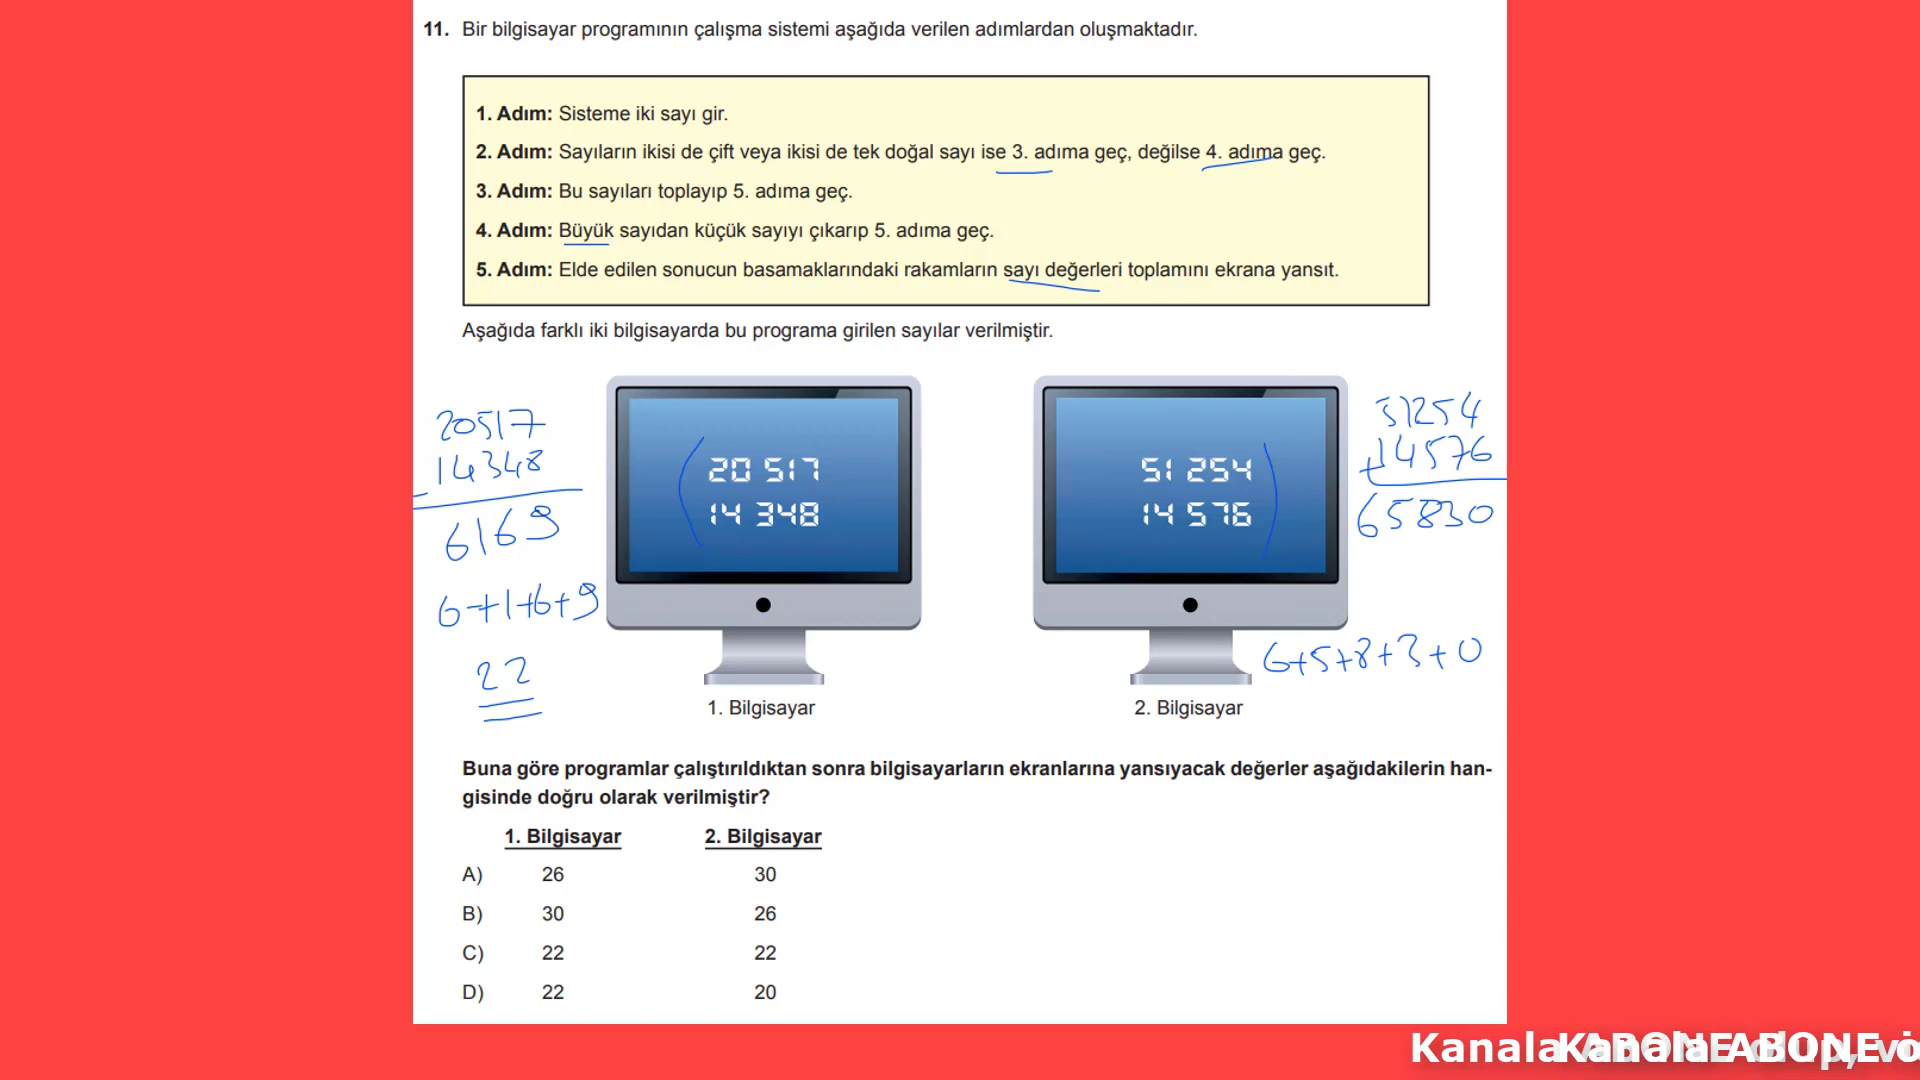 11. Bir bilgisayar programının çalışma sistemi aşağıda verilen adımlardan oluşmaktadır.
1. Adım: Sisteme iki sayı gir.
2. Adım: Sayıların ikisi de çift veya ikisi de tek doğal sayı ise 3. adıma geç, değilse 4. adıma geç.
3. Adım: Bu sayıları toplayıp 5. adıma geç.
4. Adım: Büyük sayıdan küçük sayıyı çıkarıp 5. adıma geç.
5. Adım: Elde edilen sonucun basamaklarındaki rakamların sayı değerleri toplamını ekrana yansıt.
Aşağıda farklı iki bilgisayarda bu programa girilen sayılar verilmiştir.
20517
14348
-
6169
6+1+6+9
22
20 517
14 348
1. Bilgisayar
51 254
14 576
2. Bilgisayar
51254
+14576
65830
6+5+8+3+0
Buna göre programlar çalıştırıldıktan sonra bilgisayarların ekranlarına yansıyacak değerler aşağıdakilerin han-
gisinde doğru olarak verilmiştir?
1. Bilgisayar 2. Bilgisayar
A) 26 30
B) 30 26
C) 22 22
D) 22 20
Kanala ABONE